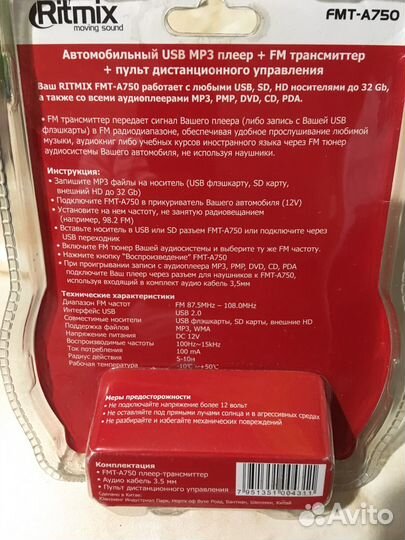 Ritmix
moving sound
FMT-A750
Автомобильный USB MP3 плеер + FM трансмиттер
+ пульт дистанционного управления
Ваш RITMIX FMT-A750 работает с любыми USB, SD, HD носителями до 32 Gb,
а также со всеми аудиоплеерами MP3, PMP, DVD, CD, PDA.
• FM трансмиттер передает сигнал Вашего плеера (либо запись с Вашей USB
флэшкарты) в FM радиодиапазоне, обеспечивая удобное прослушивание любимой
музыки, аудиокниг либо учебных курсов иностранного языка через FM тюнер
аудиосистемы Вашего автомобиля, не используя наушники.
Инструкция:
• Запишите MP3 файлы на носитель (USB флэшкарту, SD карту,
внешний HD до 32 Gb)
• Подключите FMT-A750 в прикуриватель Вашего автомобиля (12V)
• Установите на нем частоту, не занятую радиовещанием
(например, 98.2 FM)
• Вставьте носитель в USB или SD разъем FMT-A750 или подключите через
USB переходник
• Включите FM тюнер Вашей аудиосистемы и выберите ту же FM частоту.
• Нажмите кнопку "Воспроизведение" FMT-A750
• При проигрывании записи с аудиоплееров MP3, PMP, DVD, CD, PDA
подключите Ваш плеер через разъем для наушников к FMT-A750,
используя входящий в комплект аудио кабель 3,5мм
Технические характеристики
Диапазон FM частот FM 87.5MHz – 108.0MHz
Интерфейс USB USB 2.0
Совместимые носители USB флэшкарты, SD карты, внешние HD
Поддержка файлов MP3, WMA
Напряжение питания DC 12V
Воспроизводимые частоты 100Hz~15kHz
Ток потребления 100 mA
Радиус действия 5-10м
Рабочая температура -10°C~+50°C
Меры предосторожности
• Не подключайте напряжение более 12 вольт
• Не оставляйте под прямыми лучами солнца и в агрессивных средах
• Не разбирайте и избегайте механических повреждений
Комплектация
• FMT-A750 плеер-трансмиттер
• Аудио кабель 3.5 мм
• Пульт дистанционного управления
Сделано в Китае:
Индустриал Парк, Китай
7 951351 004311
Avito